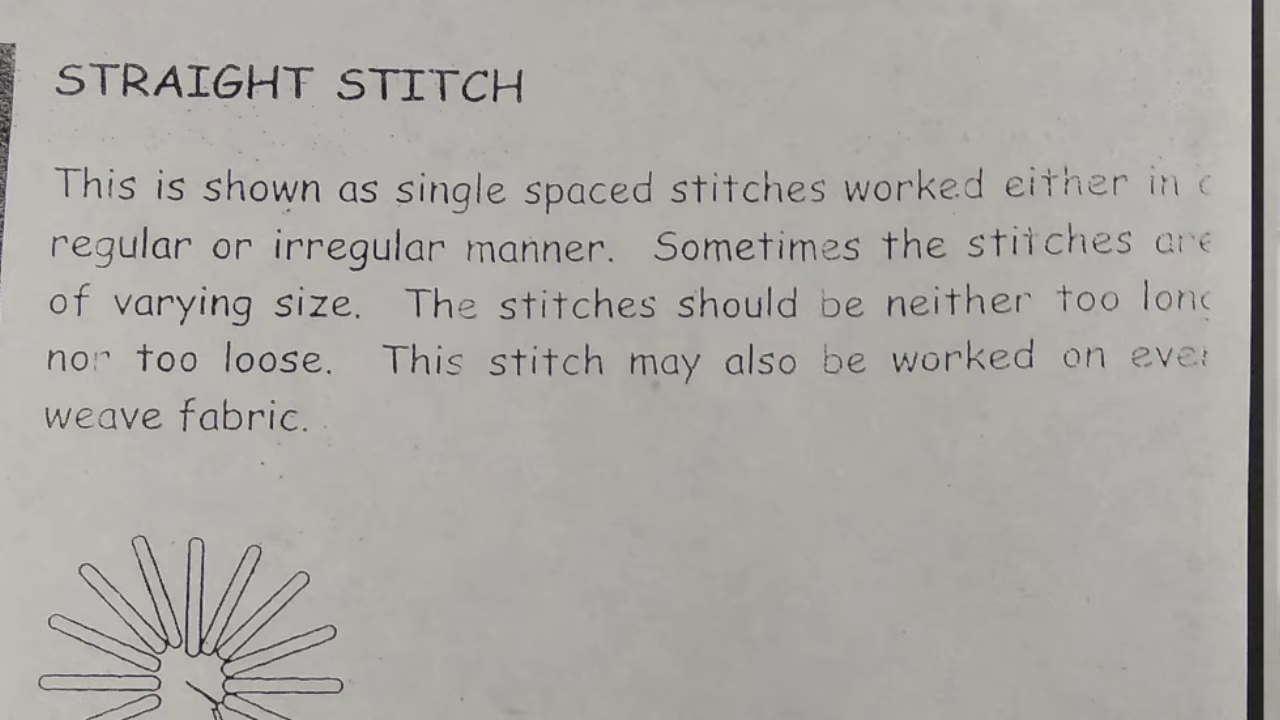 STRAIGHT STITCH
This is shown as single spaced stitches worked either in
regular or irregular manner. Sometimes the stitches are
of varying size. The stitches should be neither too long
nor too loose. This stitch may also be worked on
weave fabric.